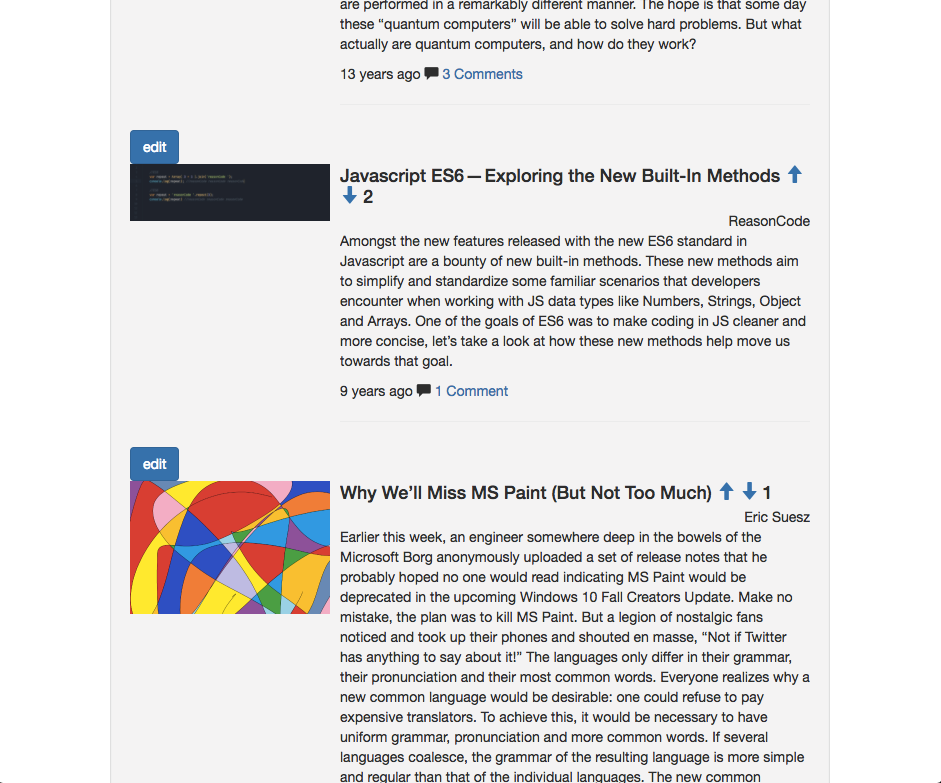 are performed in a remarkably different manner. The hope is that some day
these “quantum computers” will be able to solve hard problems. But what
actually are quantum computers, and how do they work?
13 years ago 3 Comments
edit
Javascript ES6 — Exploring the New Built-In Methods
2
ReasonCode
Amongst the new features released with the new ES6 standard in
Javascript are a bounty of new built-in methods. These new methods aim
to simplify and standardize some familiar scenarios that developers
encounter when working with JS data types like Numbers, Strings, Object
and Arrays. One of the goals of ES6 was to make coding in JS cleaner and
more concise, let’s take a look at how these new methods help move us
towards that goal.
9 years ago 1 Comment
edit
Why We’ll Miss MS Paint (But Not Too Much) 1
Eric Suesz
Earlier this week, an engineer somewhere deep in the bowels of the
Microsoft Borg anonymously uploaded a set of release notes that he
probably hoped no one would read indicating MS Paint would be
deprecated in the upcoming Windows 10 Fall Creators Update. Make no
mistake, the plan was to kill MS Paint. But a legion of nostalgic fans
noticed and took up their phones and shouted en masse, “Not if Twitter
has anything to say about it!” The languages only differ in their grammar,
their pronunciation and their most common words. Everyone realizes why a
new common language would be desirable: one could refuse to pay
expensive translators. To achieve this, it would be necessary to have
uniform grammar, pronunciation and more common words. If several
languages coalesce, the grammar of the resulting language is more simple
and regular than that of the individual languages. The new common